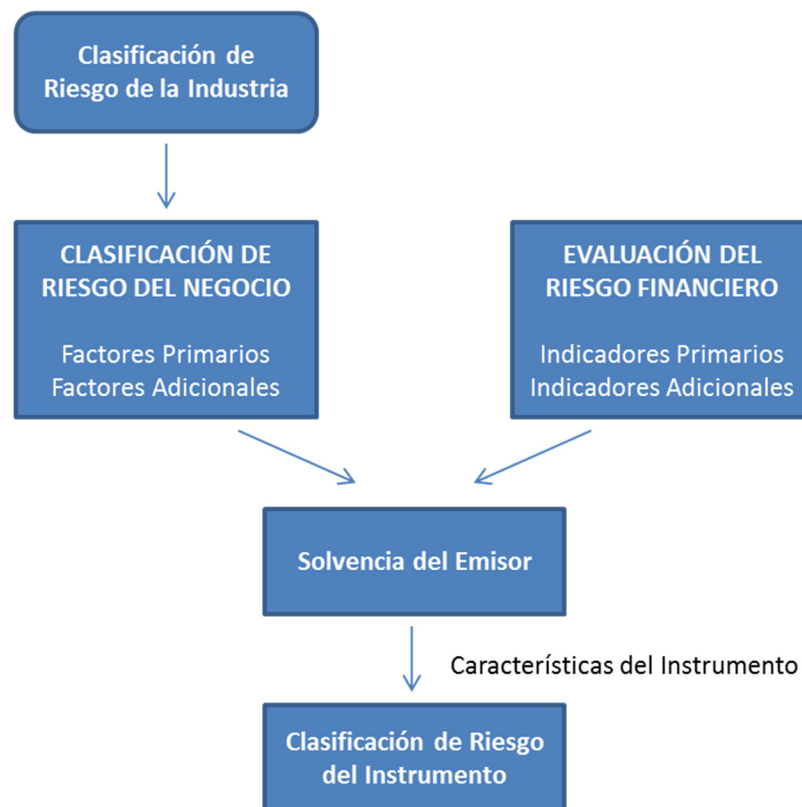 Clasificación de
Riesgo de la Industria
CLASIFICACIÓN DE
RIESGO DEL NEGOCIO
Factores Primarios
Factores Adicionales
EVALUACIÓN DEL
RIESGO FINANCIERO
Indicadores Primarios
Indicadores Adicionales
Solvencia del Emisor
Características del Instrumento
Clasificación de Riesgo
del Instrumento